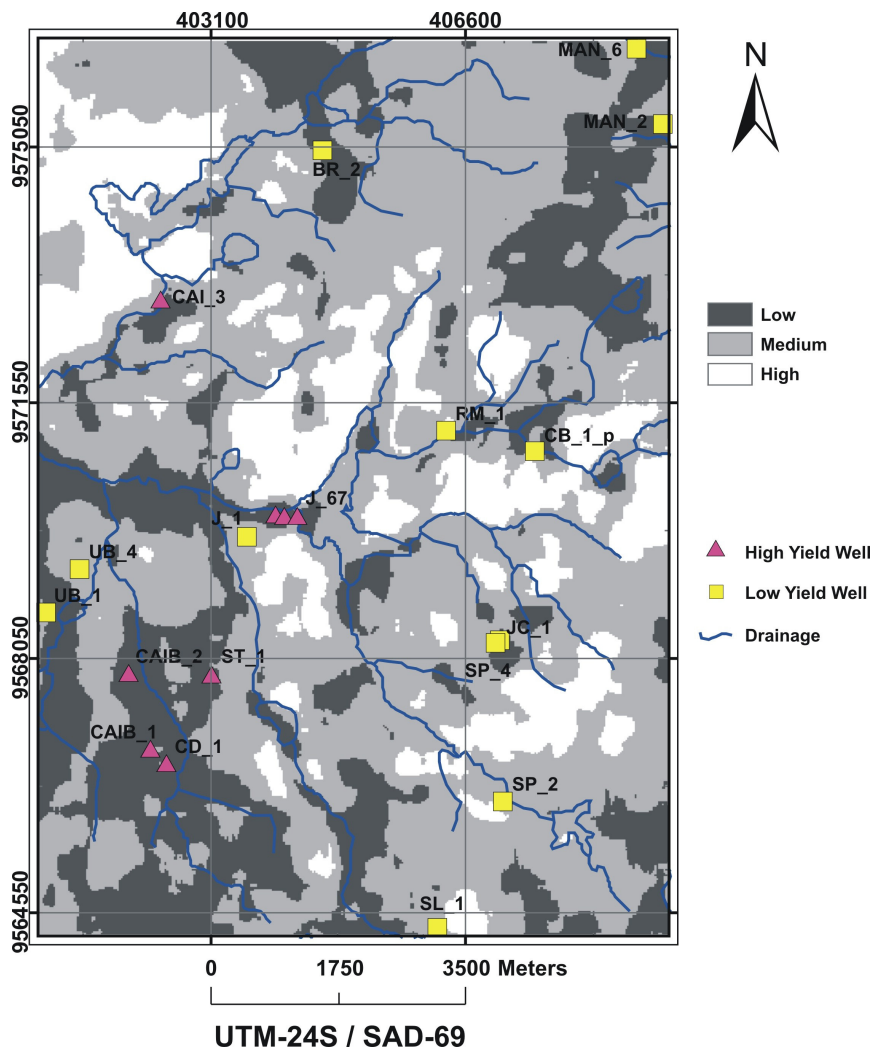 403100 406600
MAN_6
N
MAN_2
9575050
BR_2
CAI_3
Low
Medium
High
9571550
RM_1
CB_1_p
J_67
J_1
UB_4
High Yield Well
UB_1
Low Yield Well
JC_1
Drainage
9568050
CAIB_2 ST_1
SP_4
CAIB_1
CD_1
SP_2
SL_1
9564550
0 1750 3500 Meters
UTM-24S / SAD-69